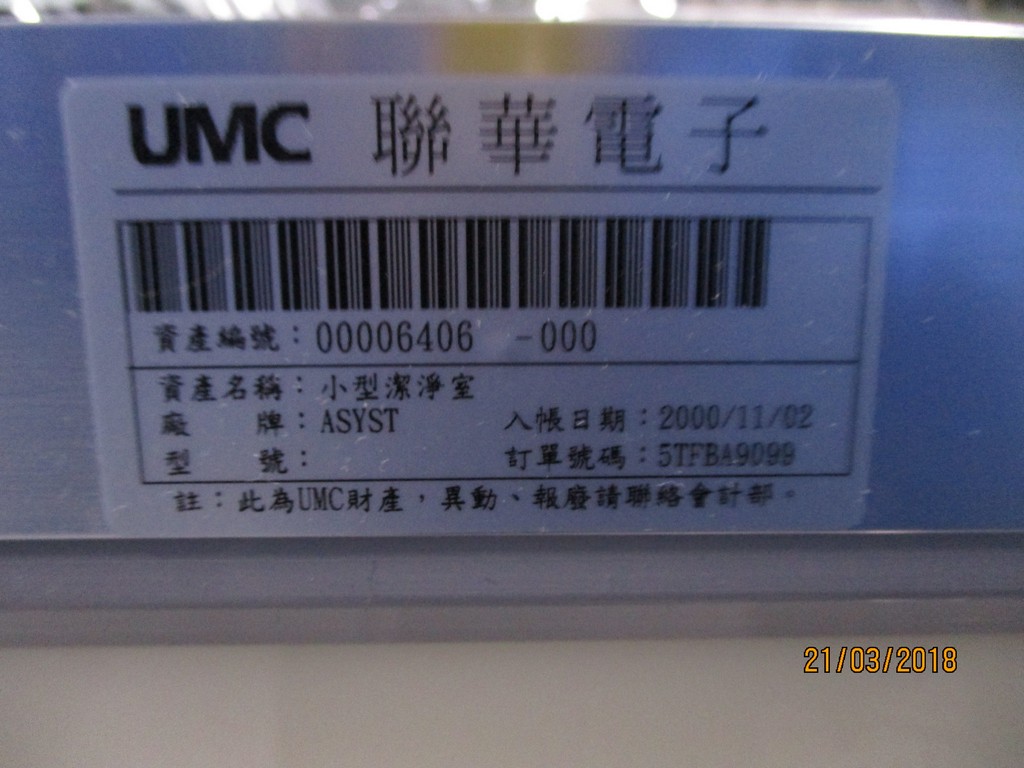 UMC 聯華電子
資產編號：00006406 -000
資產名稱：小型潔淨室
廠 牌：ASYST 入帳日期：2000/11/02
型 號： 訂單號碼：5TFBA9099
註：此為UMC財產，異動、報廢請聯絡會計部。
21/03/2018